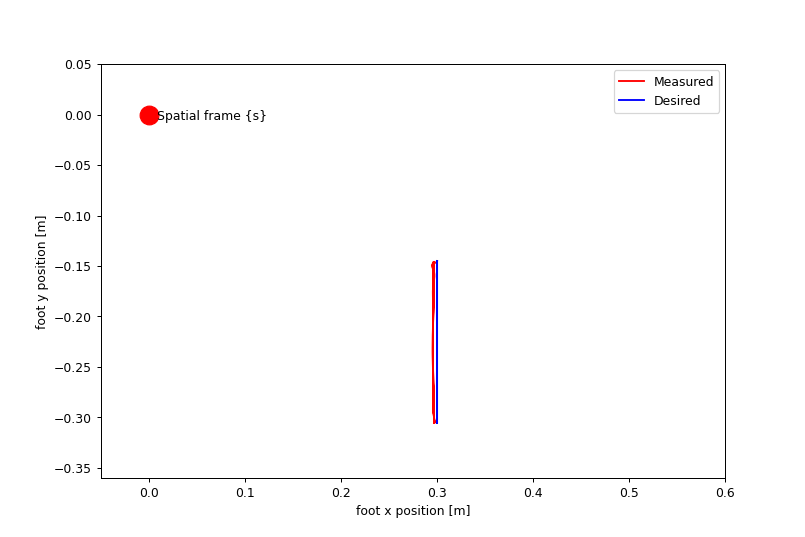 0.05
0.00
−0.05
−0.10
−0.15
−0.20
−0.25
−0.30
−0.35
foot y position [m]
Measured
Desired
Spatial frame {s}
0.0 0.1 0.2 0.3 0.4 0.5 0.6
foot x position [m]